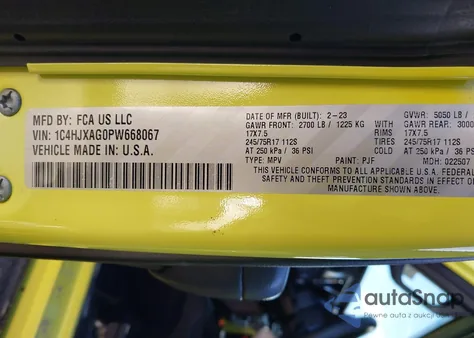 MFD BY: FCA US LLC
VIN: 1C4HJXAG0PW668067
VEHICLE MADE IN: U.S.A.
DATE OF MFR (BUILT): 2-23 GVWR: 5050 LB /
GAWR FRONT: 2700 LB / 1225 KG WITH GAWR REAR: 3000
17X7.5 RIMS 17X7.5
245/75R17 112S TIRES 245/75R17 112S
AT 250 kPa / 36 PSI COLD AT 250 kPa / 36
TYPE: MPV PAINT: PJF MDH: 022507
THIS VEHICLE CONFORMS TO ALL APPLICABLE U.S.A. FEDERAL
SAFETY AND THEFT PREVENTION STANDARDS IN EFFECT
MANUFACTURE SHOWN ABOVE.
autoSnap
Pewne auta z aukcji